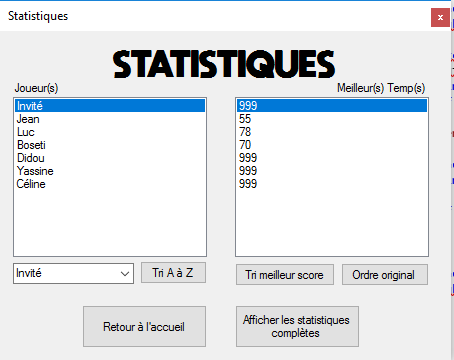 Statistiques
x
STATISTIQUES
Joueur(s) Meilleur(s) Temp(s)
Invité 999
Jean 55
Luc 78
Boseti 70
Didou 999
Yassine 999
Céline 999
Invité Tri A à Z Tri meilleur score Ordre original
Retour à l'accueil
Afficher les statistiques
complètes